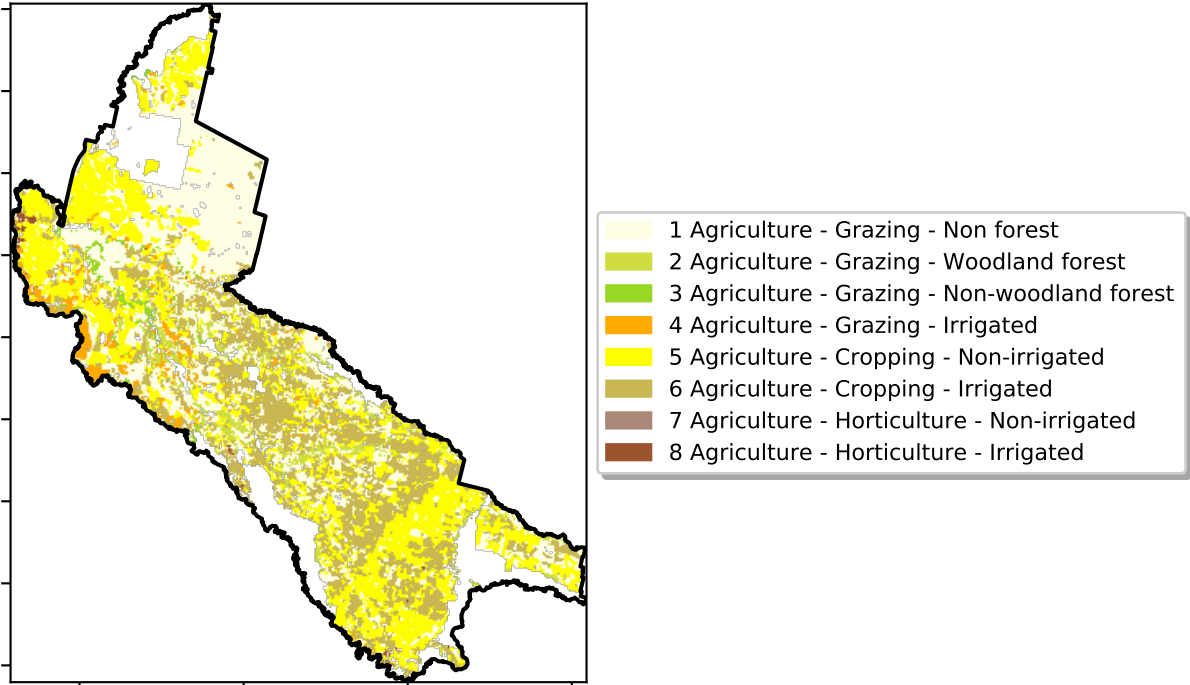 1 Agriculture - Grazing - Non forest
2 Agriculture - Grazing - Woodland forest
3 Agriculture - Grazing - Non-woodland forest
4 Agriculture - Grazing - Irrigated
5 Agriculture - Cropping - Non-irrigated
6 Agriculture - Cropping - Irrigated
7 Agriculture - Horticulture - Non-irrigated
8 Agriculture - Horticulture - Irrigated